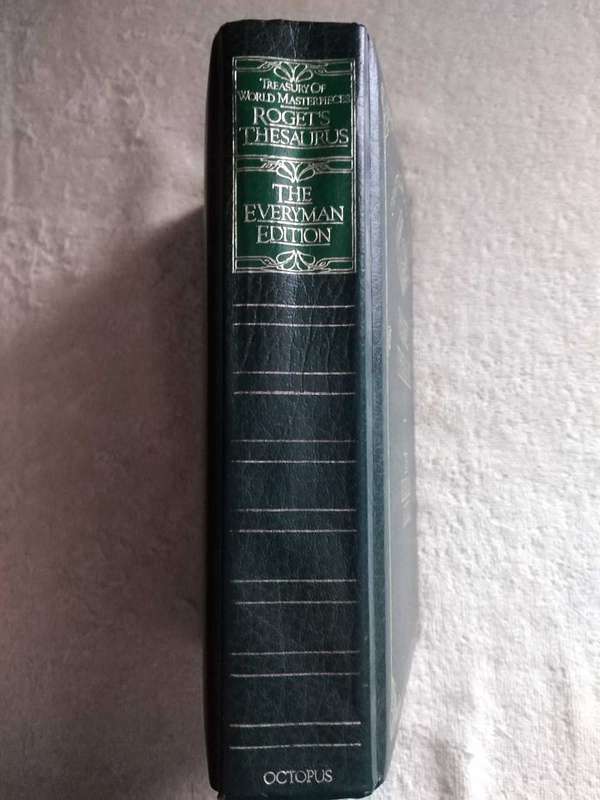 TREASURY OF
WORLD MASTERPIECES
ROGET'S
THESAURUS
THE
EVERYMAN
EDITION
OCTOPUS